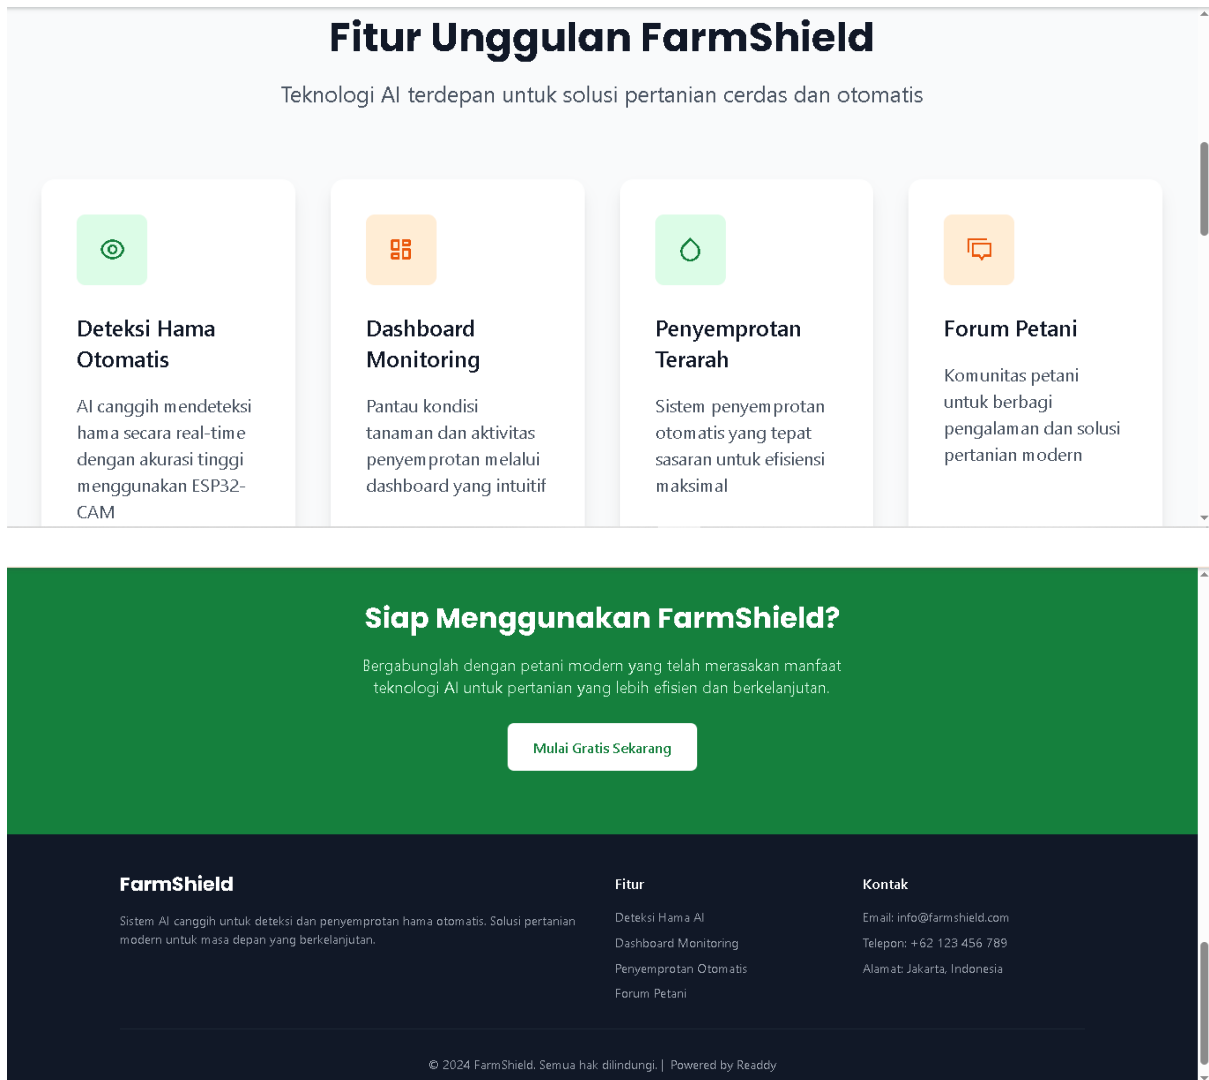 Fitur Unggulan FarmShield
Teknologi AI terdepan untuk solusi pertanian cerdas dan otomatis
Deteksi Hama
Otomatis
AI canggih mendeteksi
hama secara real-time
dengan akurasi tinggi
menggunakan ESP32-
CAM
Dashboard
Monitoring
Pantau kondisi
tanaman dan aktivitas
penyemprotan melalui
dashboard yang intuitif
Penyemprotan
Terarah
Sistem penyemprotan
otomatis yang tepat
sasaran untuk efisiensi
maksimal
Forum Petani
Komunitas petani
untuk berbagi
pengalaman dan solusi
pertanian modern
Siap Menggunakan FarmShield?
Bergabunglah dengan petani modern yang telah merasakan manfaat
teknologi AI untuk pertanian yang lebih efisien dan berkelanjutan.
Mulai Gratis Sekarang
FarmShield
Sistem AI canggih untuk deteksi dan penyemprotan hama otomatis. Solusi pertanian
modern untuk masa depan yang berkelanjutan.
Fitur
Deteksi Hama AI
Dashboard Monitoring
Penyemprotan Otomatis
Forum Petani
Kontak
Email: info@farmshield.com
Telepon: +62 123 456 789
Alamat: Jakarta, Indonesia
© 2024 FarmShield. Semua hak dilindungi. | Powered by Readdy